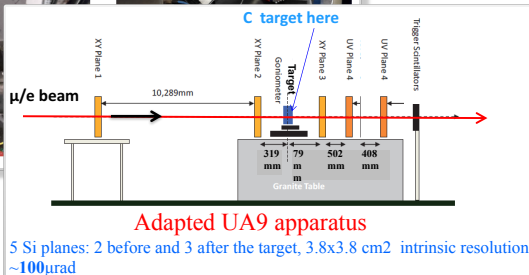 C target here
XY Plane 1
XY Plane 2
Target
Goniometer
XY Plane 3
UV Plane 4
UV Plane 4
Trigger Scintillators
10,289mm
μ/e beam
319 mm
79 m m
502 mm
408 mm
Granite Table
Adapted UA9 apparatus
5 Si planes: 2 before and 3 after the target, 3.8x3.8 cm2 intrinsic resolution
~100μrad